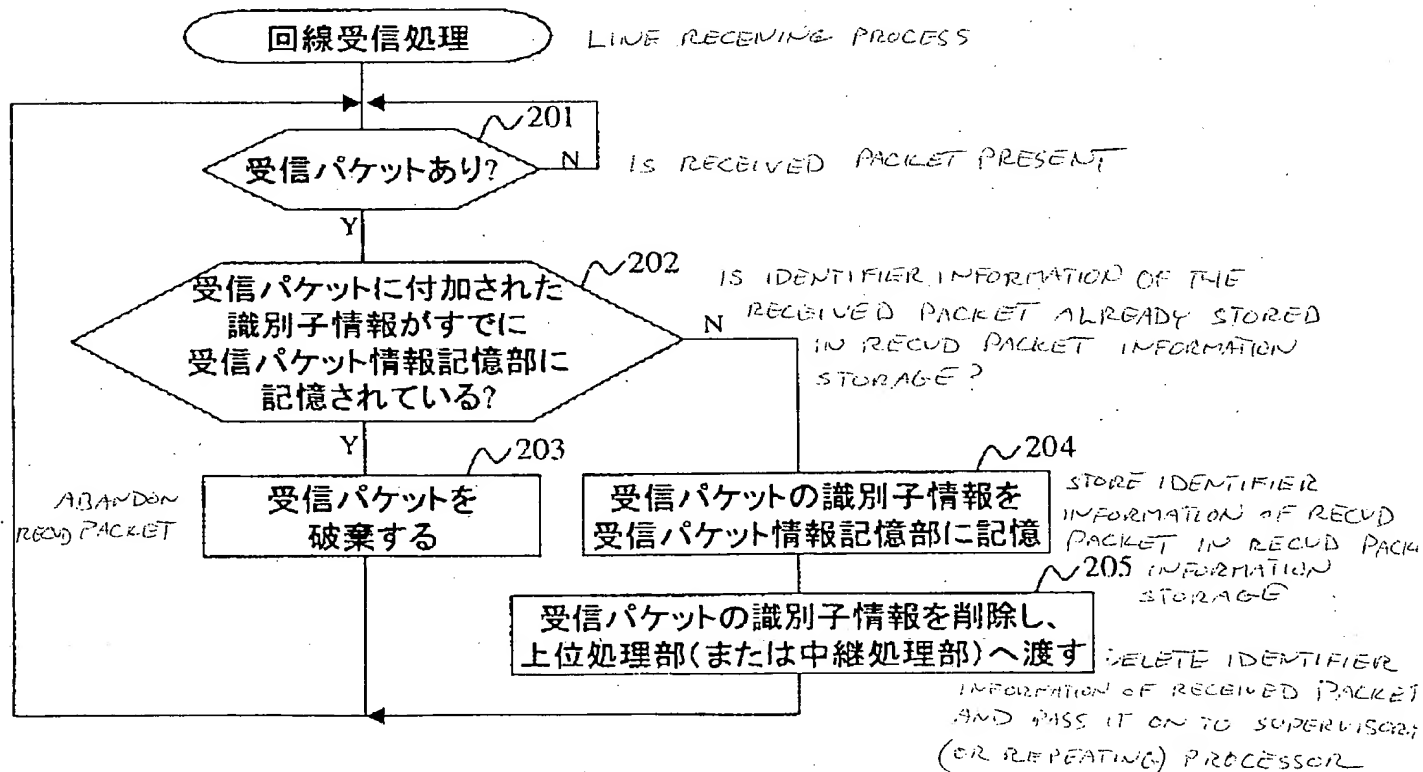 回線受信処理
LINE RECEIVING PROCESS
201
受信パケットあり?
N
IS RECEIVED PACKET PRESENT
Y
202
受信パケットに付加された
識別子情報がすでに
受信パケット情報記憶部に
記憶されている?
N
IS IDENTIFIER INFORMATION OF THE
RECEIVED PACKET ALREADY STORED
IN RECVD PACKET INFORMATION
STORAGE?
Y
203
ABANDON
RECVD PACKET
受信パケットを
破棄する
204
受信パケットの識別子情報を
受信パケット情報記憶部に記憶
STORE IDENTIFIER
INFORMATION OF RECVD
PACKET IN RECVD PACK
INFORMATION
STORAGE
205
受信パケットの識別子情報を削除し、
上位処理部(または中継処理部)へ渡す
DELETE IDENTIFIER
INFORMATION OF RECEIVED PACKET
AND PASS IT ON TO SUPERVISORY
(OR REPEATING) PROCESSOR